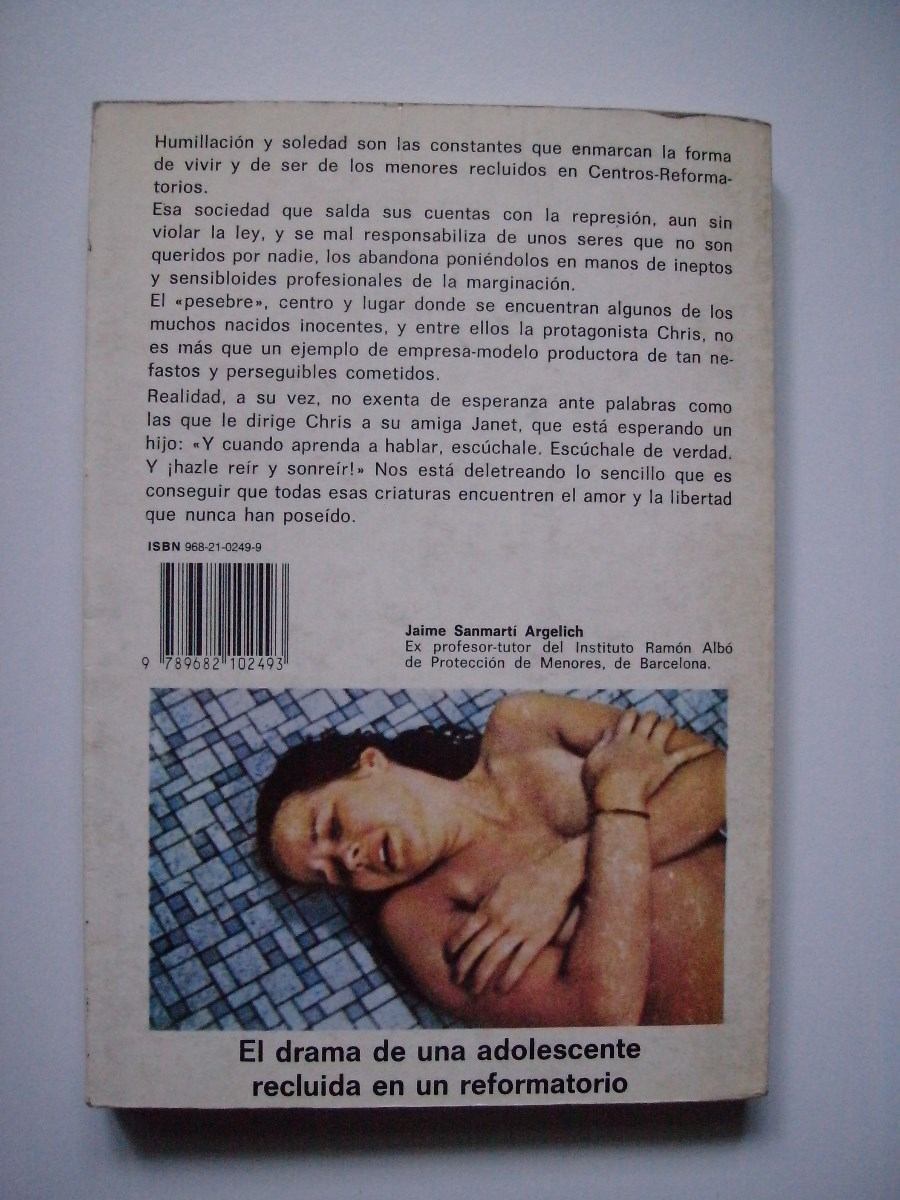 Humillación y soledad son las constantes que enmarcan la forma
de vivir y de ser de los menores recluidos en Centros-Reforma-
torios.
Esa sociedad que salda sus cuentas con la represión, aun sin
violar la ley, y se mal responsabiliza de unos seres que no son
queridos por nadie, los abandona poniéndolos en manos de ineptos
y sensibloides profesionales de la marginación.
El «pesebre», centro y lugar donde se encuentran algunos de los
muchos nacidos inocentes, y entre ellos la protagonista Chris, no
es más que un ejemplo de empresa-modelo productora de tan ne-
fastos y perseguibles cometidos.
Realidad, a su vez, no exenta de esperanza ante palabras como
las que le dirige Chris a su amiga Janet, que está esperando un
hijo: «Y cuando aprenda a hablar, escúchale. Escúchale de verdad.
Y ¡hazle reír y sonreír!» Nos está deletreando lo sencillo que es
conseguir que todas esas criaturas encuentren el amor y la libertad
que nunca han poseído.
ISBN 968-21-0249-9
9 789682 102493
Jaime Sanmartí Argelich
Ex profesor-tutor del Instituto Ramón Albó
de Protección de Menores, de Barcelona.
El drama de una adolescente
recluida en un reformatorio